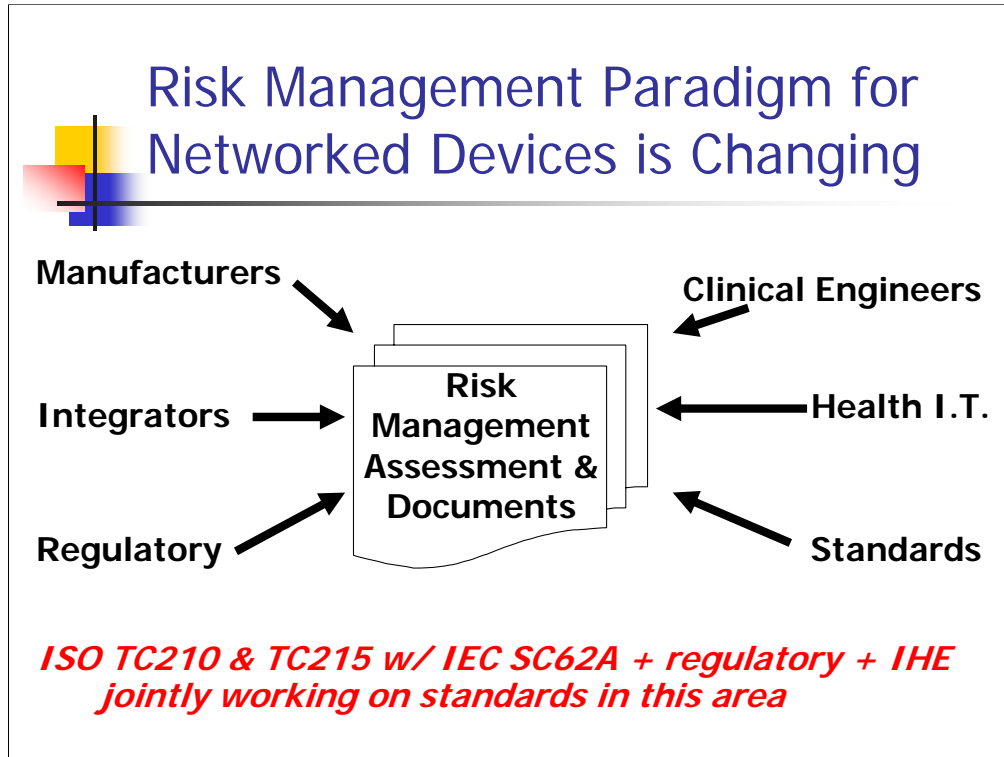 Risk Management Paradigm for
Networked Devices is Changing
Manufacturers
Clinical Engineers
Integrators
Risk
Management
Assessment &
Documents
Health I.T.
Regulatory
Standards
ISO TC210 & TC215 w/ IEC SC62A + regulatory + IHE
jointly working on standards in this area